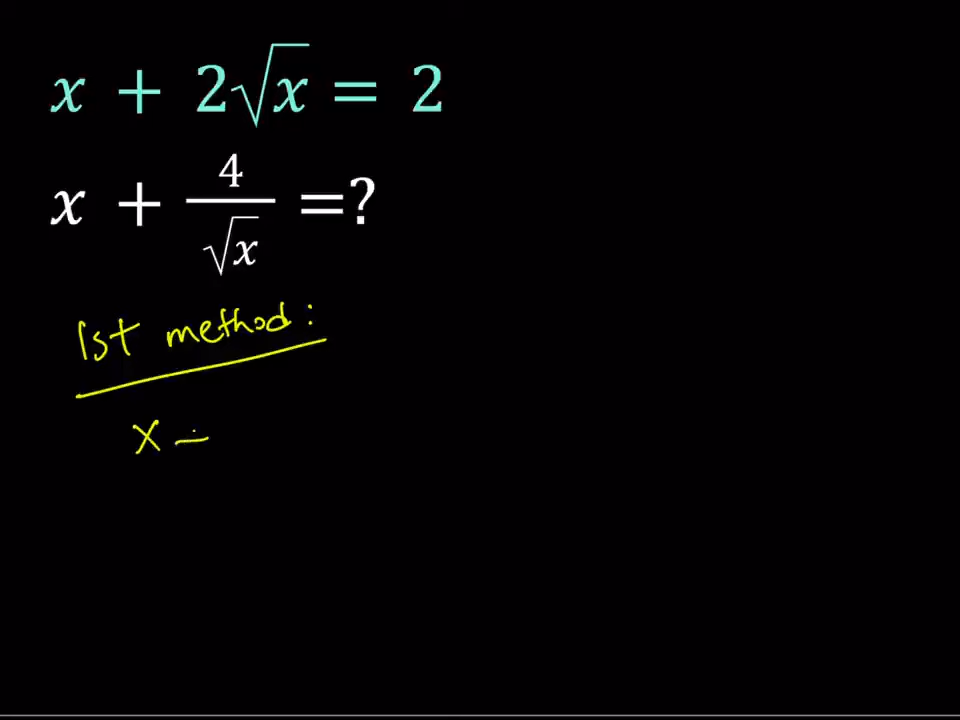 x + 2√x = 2
x + 4/√x =?
1st method:
x =